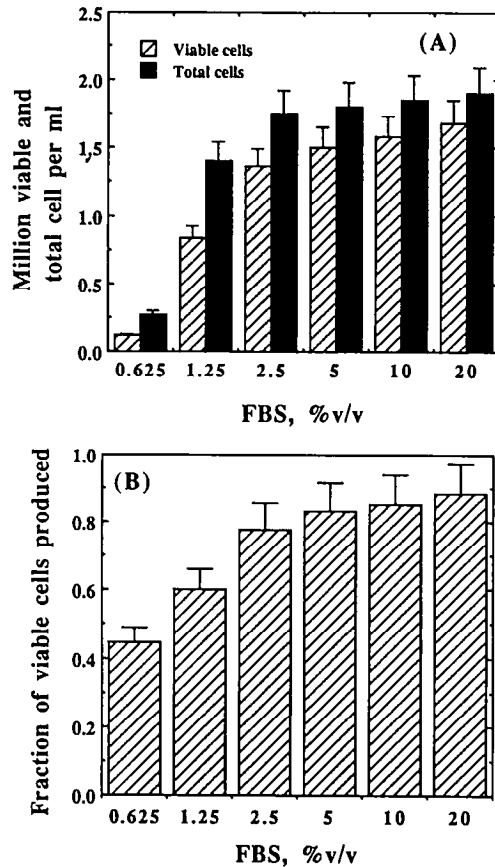 2.5
(A)
Viable cells
Total cells
2.0
1,5
1.0
0.5
0.0
Million viable and
total cell per ml
0.625 1.25 2.5 5 10 20
FBS, %v/v
1.0
(B)
0.8
0.6
0.4
0.2
0.0
Fraction of viable cells produced
0.625 1.25 2.5 5 10 20
FBS, %v/v